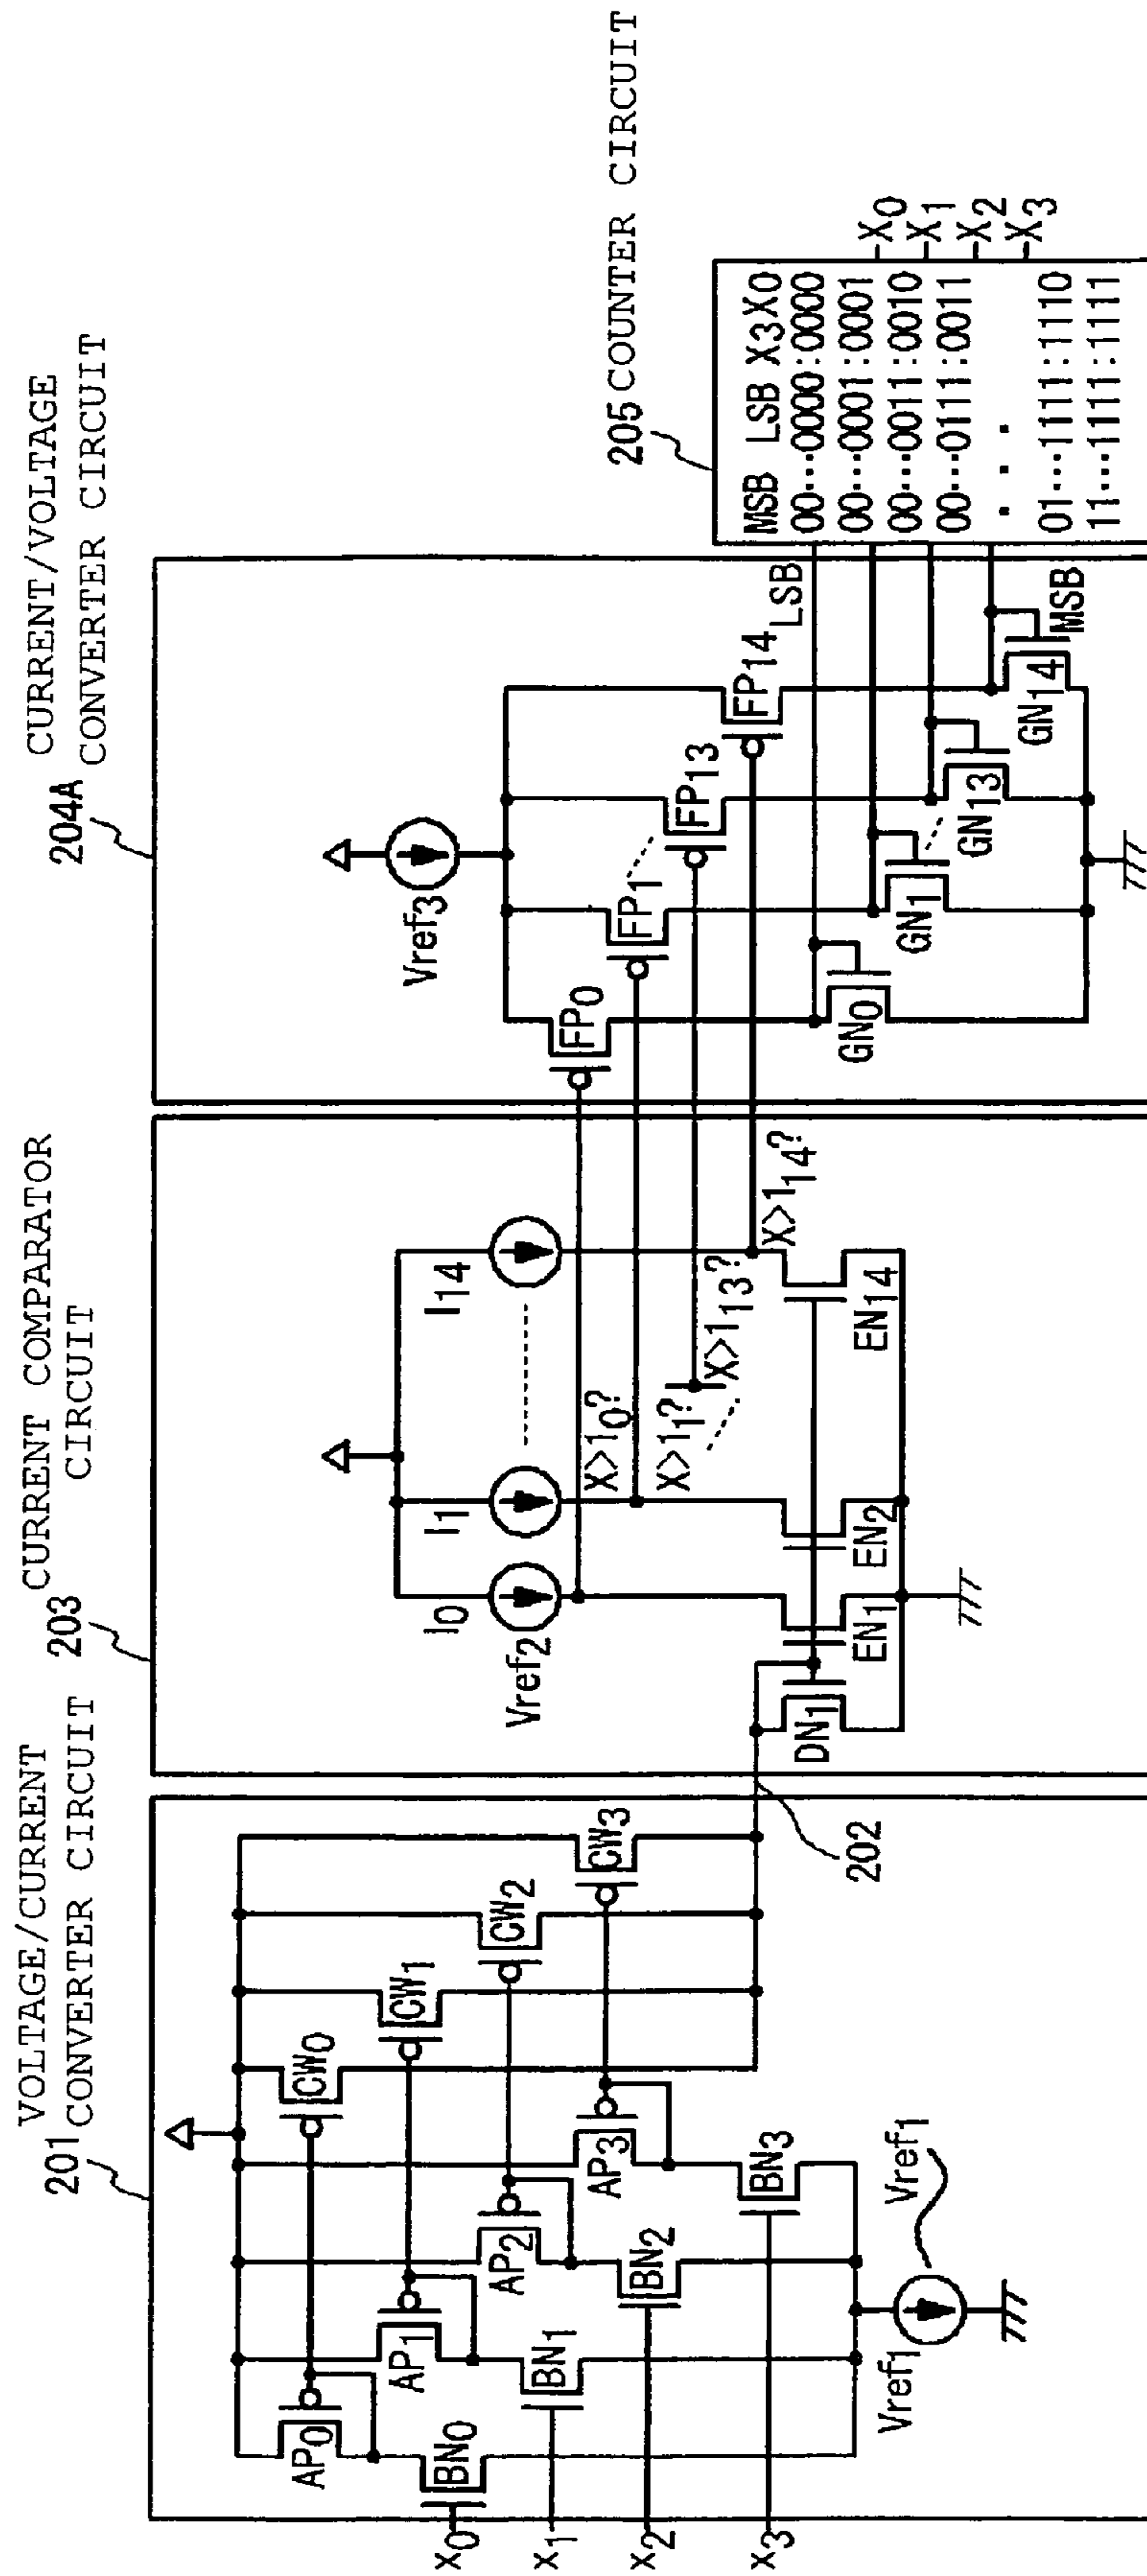 VOLTAGE/CURRENT
201 CONVERTER CIRCUIT
x0
x1
x2
x3
AP0
AP1
AP2
AP3
BN0
BN1
BN2
BN3
CW0
CW1
CW2
CW3
Vref1
Vref1
202
203 CURRENT COMPARATOR
CIRCUIT
I0
I1
I14
Vref2
X>10?
X>11?
X>113?
X>114?
DN1
EN1
EN2
EN14
CURRENT/VOLTAGE
204A CONVERTER CIRCUIT
Vref3
FP0
FP1
FP13
FP14
GN0
GN1
GN13
GN14
LSB
MSB
205 COUNTER CIRCUIT
MSB LSB X3X0
00...0000:0000
00...0001:0001
00...0011:0010
00...0111:0011
. . .
01...1111:1110
11...1111:1111
X0
X1
X2
X3